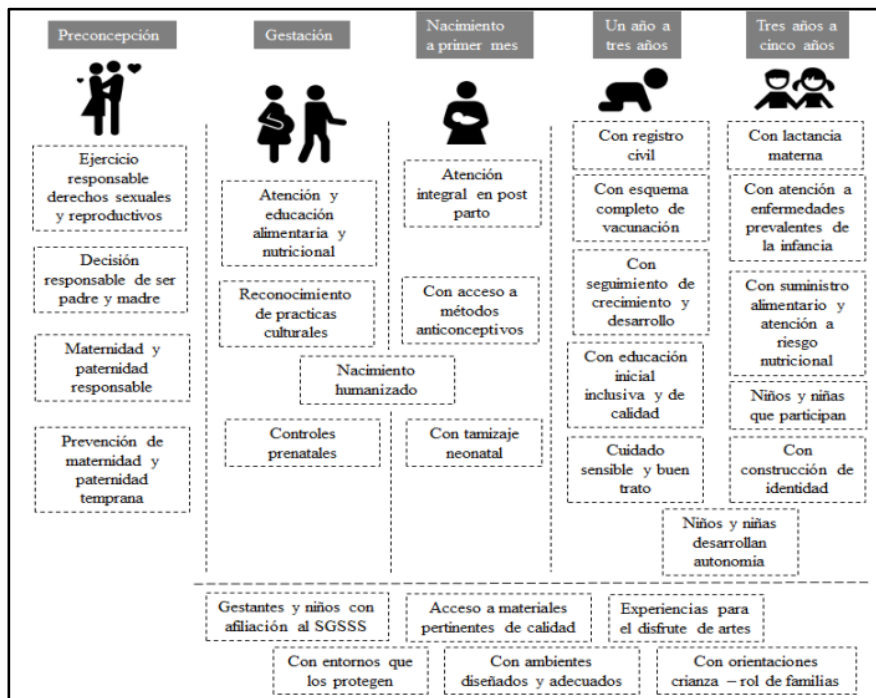 Preconcepción
Gestación
Nacimiento
a primer mes
Un año a
tres años
Tres años a
cinco años
Ejercicio
responsable
derechos sexuales
y reproductivos
Decisión
responsable de ser
padre y madre
Maternidad y
paternidad
responsable
Prevención de
maternidad y
paternidad
temprana
Atención y
educación
alimentaria y
nutricional
Reconocimiento
de practicas
culturales
Nacimiento
humanizado
Controles
prenatales
Atención
integral en post
parto
Con acceso a
métodos
anticonceptivos
Con tamizaje
neonatal
Con registro
civil
Con esquema
completo de
vacunación
Con
seguimiento de
crecimiento y
desarrollo
Con educación
inicial
inclusiva y de
calidad
Cuidado
sensible y buen
trato
Con lactancia
materna
Con atención a
enfermedades
prevalentes de
la infancia
Con suministro
alimentario y
atención a
riesgo
nutricional
Niños y niñas
que participan
Con
construcción de
identidad
Niños y niñas
desarrollan
autonomía
Gestantes y niños con
afiliación al SGSSS
Acceso a materiales
pertinentes de calidad
Experiencias para
el disfrute de artes
Con entornos que
los protegen
Con ambientes
diseñados y adecuados
Con orientaciones
crianza – rol de familias